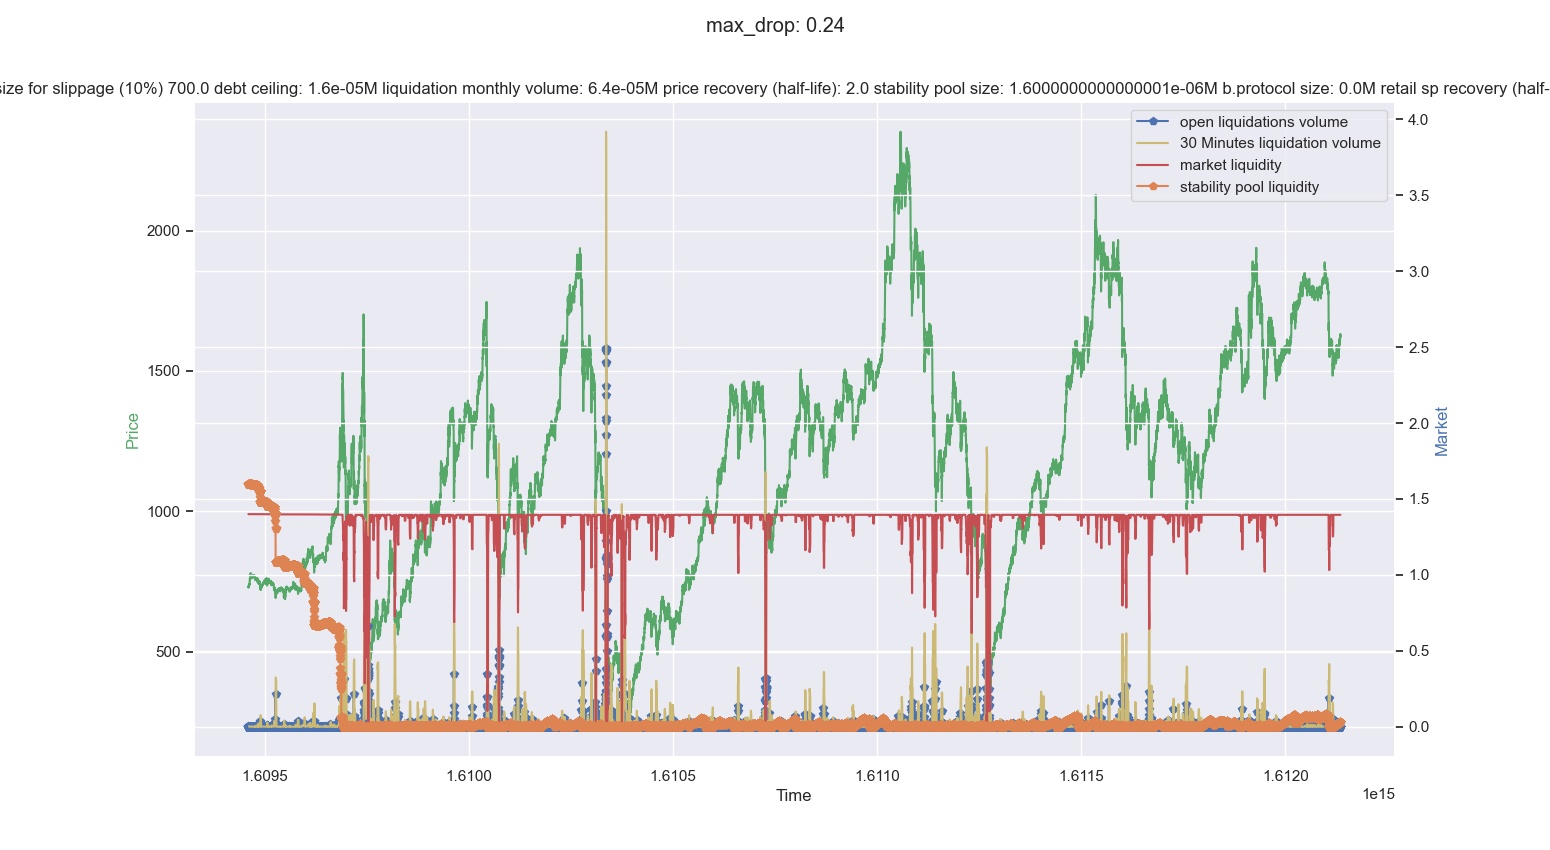 max_drop: 0.24
size for slippage (10%) 700.0 debt ceiling: 1.6e-05M liquidation monthly volume: 6.4e-05M price recovery (half-life): 2.0 stability pool size: 1.6000000000000001e-06M b.protocol size: 0.0M retail sp recovery (half-
open liquidations volume
30 Minutes liquidation volume
market liquidity
stability pool liquidity
2000
1500
1000
500
Price
4.0
3.5
3.0
2.5
2.0
1.5
1.0
0.5
0.0
Market
1.6095 1.6100 1.6105 1.6110 1.6115 1.6120
1e15
Time